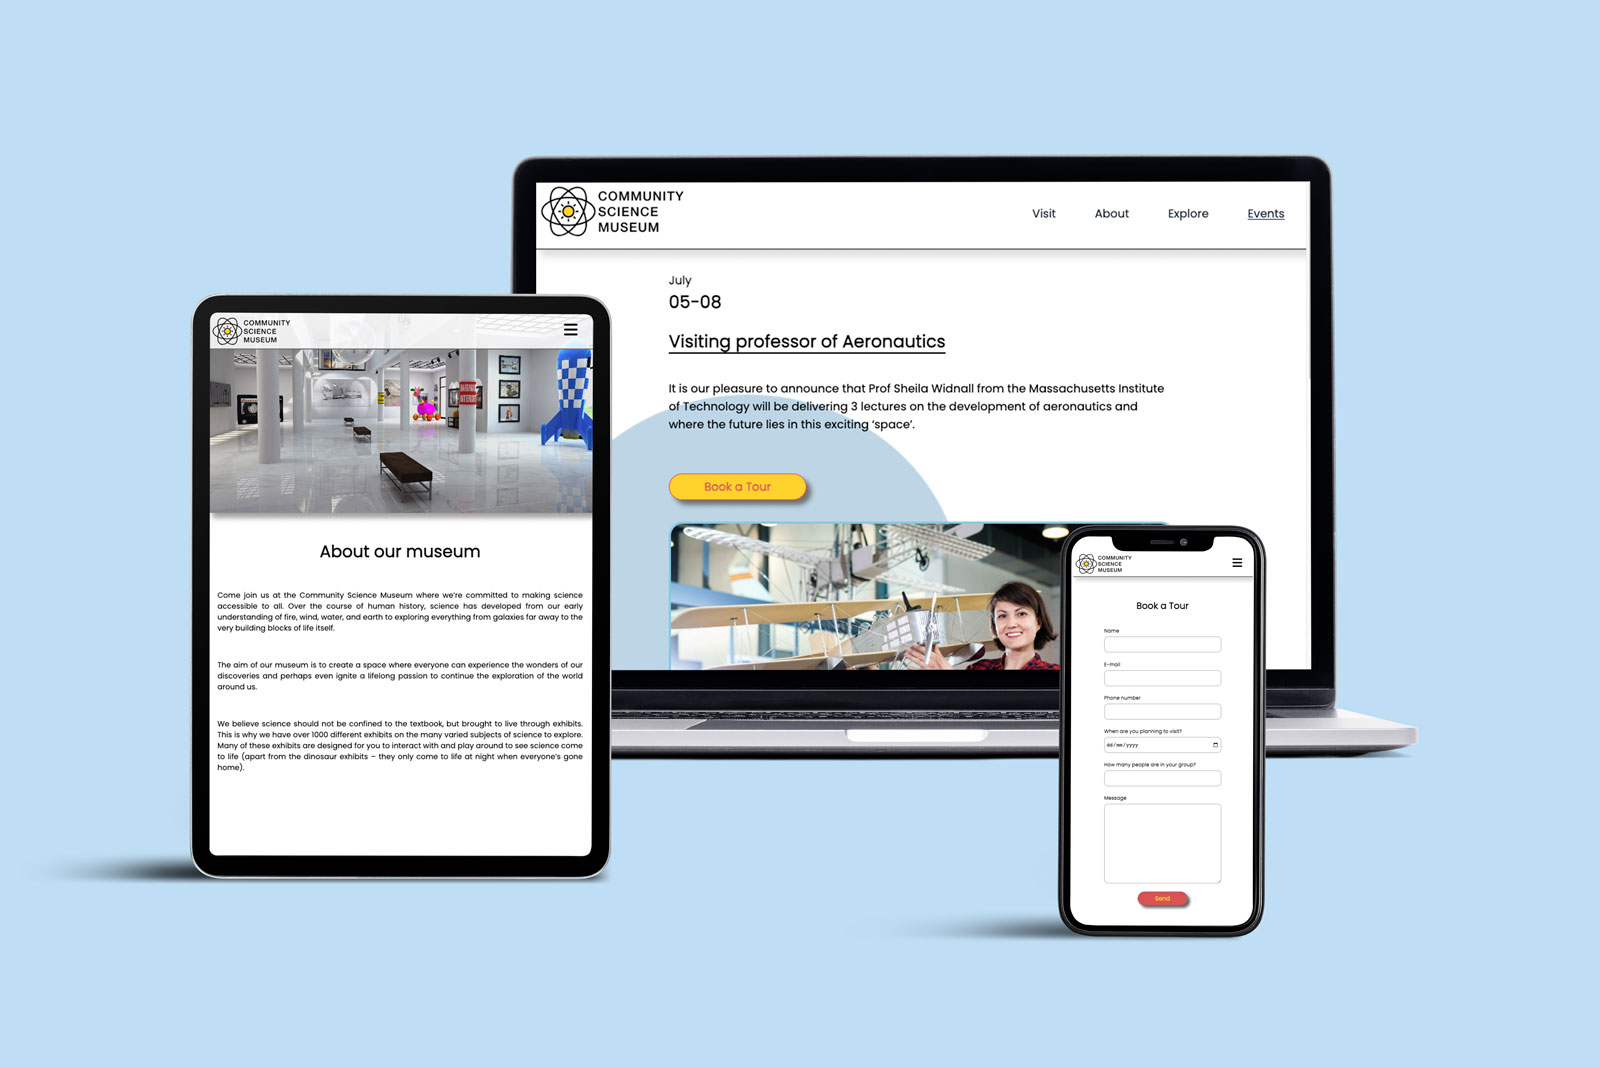 COMMUNITY
SCIENCE
MUSEUM
Visit
About
Explore
Events
July
05-08
Visiting professor of Aeronautics
It is our pleasure to announce that Prof Sheila Widnall from the Massachusetts Institute
of Technology will be delivering 3 lectures on the development of aeronautics and
where the future lies in this exciting ‘space’.
Book a Tour
COMMUNITY
SCIENCE
MUSEUM
About our museum
Come join us at the Community Science Museum where we’re committed to making science
accessible to all. Over the course of human history, science has developed from our early
understanding of fire, wind, water, and earth to exploring everything from galaxies far away to the
very building blocks of life itself.
The aim of our museum is to create a space where everyone can experience the wonders of our
discoveries and perhaps even ignite a lifelong passion to continue the exploration of the world
around us.
We believe science should not be confined to the textbook, but brought to live through exhibits.
This is why we have over 1000 different exhibits on the many varied subjects of science to explore.
Many of these exhibits are designed for you to interact with and play around to see science come
to life (apart from the dinosaur exhibits – they only come to life at night when everyone’s gone
home).
COMMUNITY
SCIENCE
MUSEUM
Book a Tour
Name
E-mail
Phone number
When are you planning to visit?
dd/mm/yyyy
How many people are in your group?
Message
Send